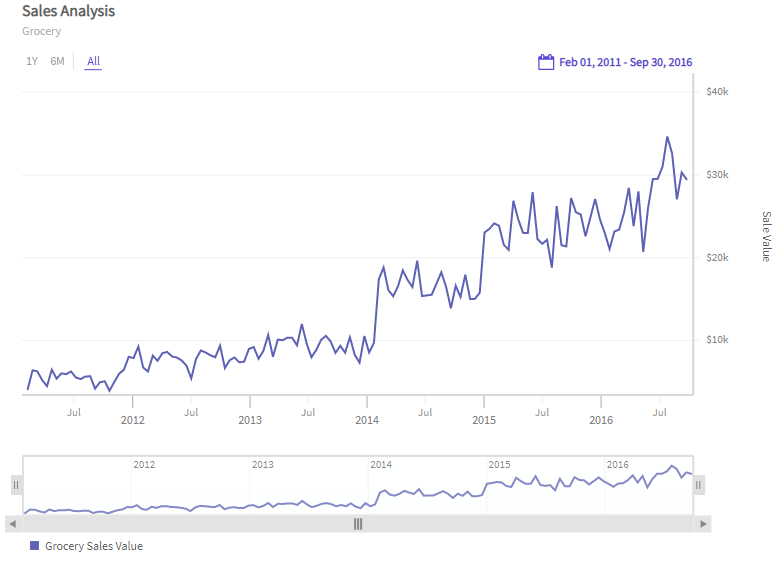 Sales Analysis
Grocery
1Y 6M All
Feb 01, 2011 - Sep 30, 2016
$40k
$30k
$20k
$10k
Sale Value
Jul Jul Jul Jul Jul Jul
2012 2013 2014 2015 2016
2012 2013 2014 2015 2016
Grocery Sales Value